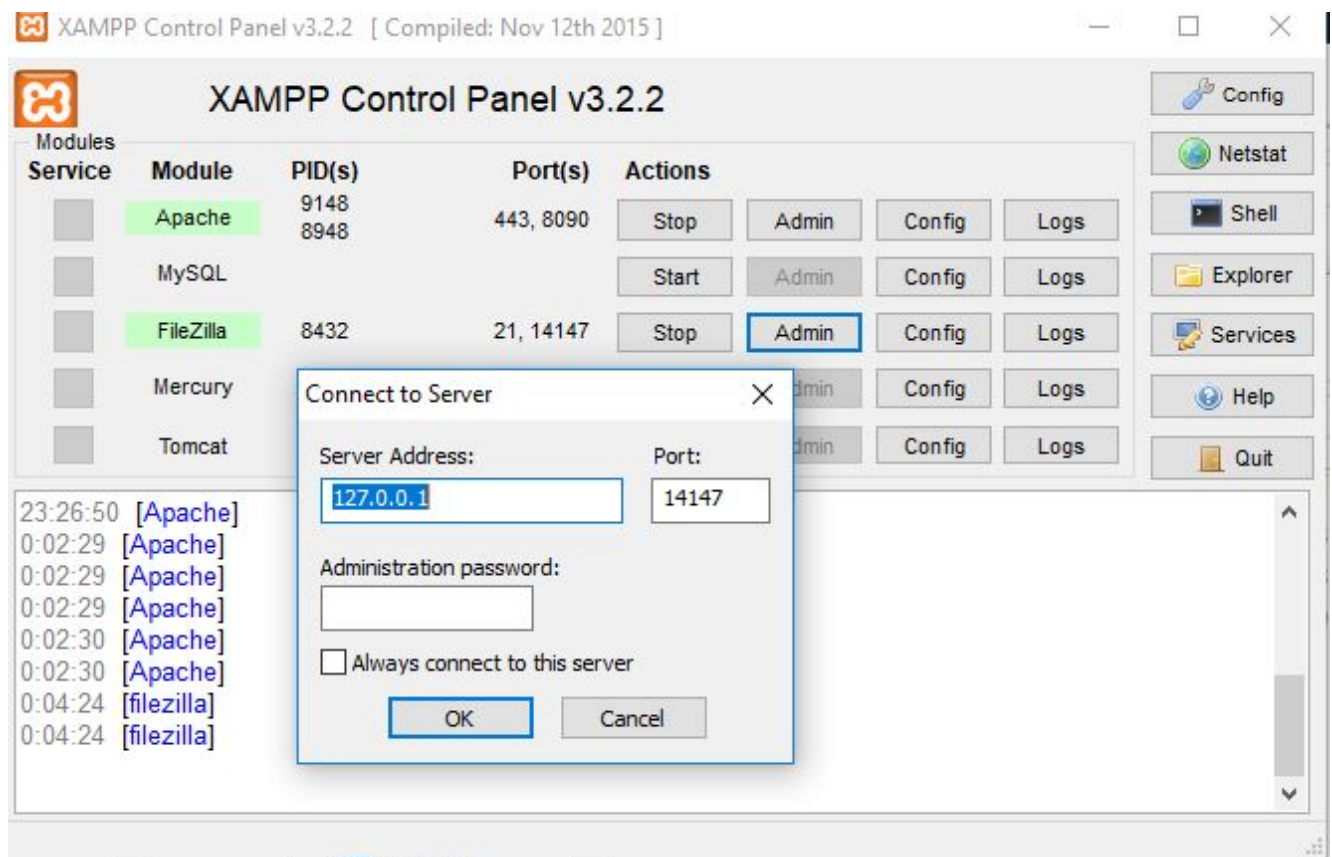 XAMPP Control Panel v3.2.2 [ Compiled: Nov 12th 2015 ]
XAMPP Control Panel v3.2.2
Config
Modules
Service Module PID(s) Port(s) Actions
Netstat
Apache 9148 8948 443, 8090 Stop Admin Config Logs
Shell
MySQL Start Admin Config Logs
Explorer
FileZilla 8432 21, 14147 Stop Admin Config Logs
Services
Mercury dmin Config Logs
Help
Tomcat dmin Config Logs
Quit
Connect to Server
Server Address: Port:
127.0.0.1 14147
Administration password:
Always connect to this server
OK Cancel
23:26:50 [Apache]
0:02:29 [Apache]
0:02:29 [Apache]
0:02:29 [Apache]
0:02:30 [Apache]
0:02:30 [Apache]
0:04:24 [filezilla]
0:04:24 [filezilla]